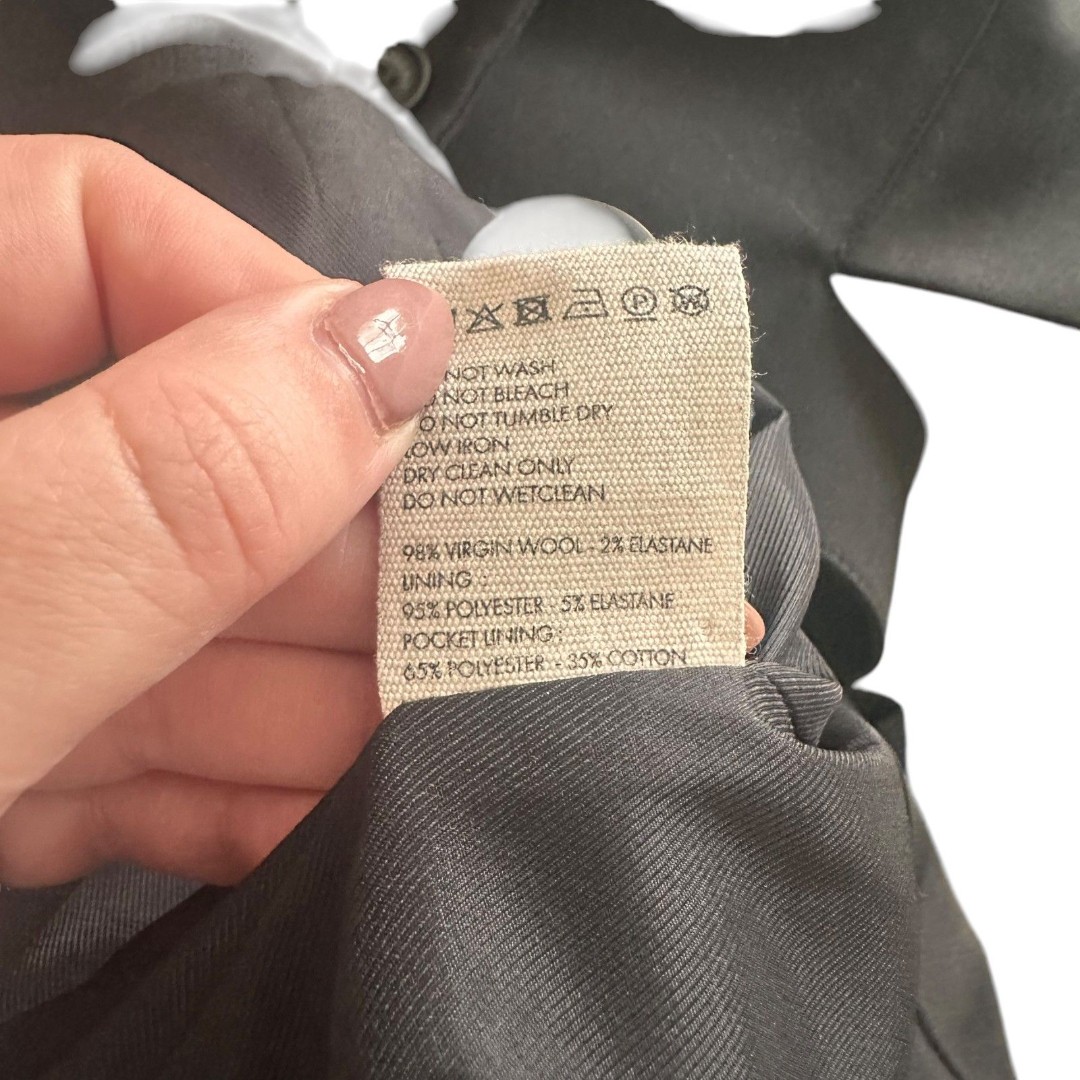 P W
NOT WASH
NOT BLEACH
O NOT TUMBLE DRY
LOW IRON
DRY CLEAN ONLY
DO NOT WETCLEAN
98% VIRGIN WOOL - 2% ELASTANE
LINING :
95% POLYESTER - 5% ELASTANE
POCKET LINING :
65% POLYESTER - 35% COTTON